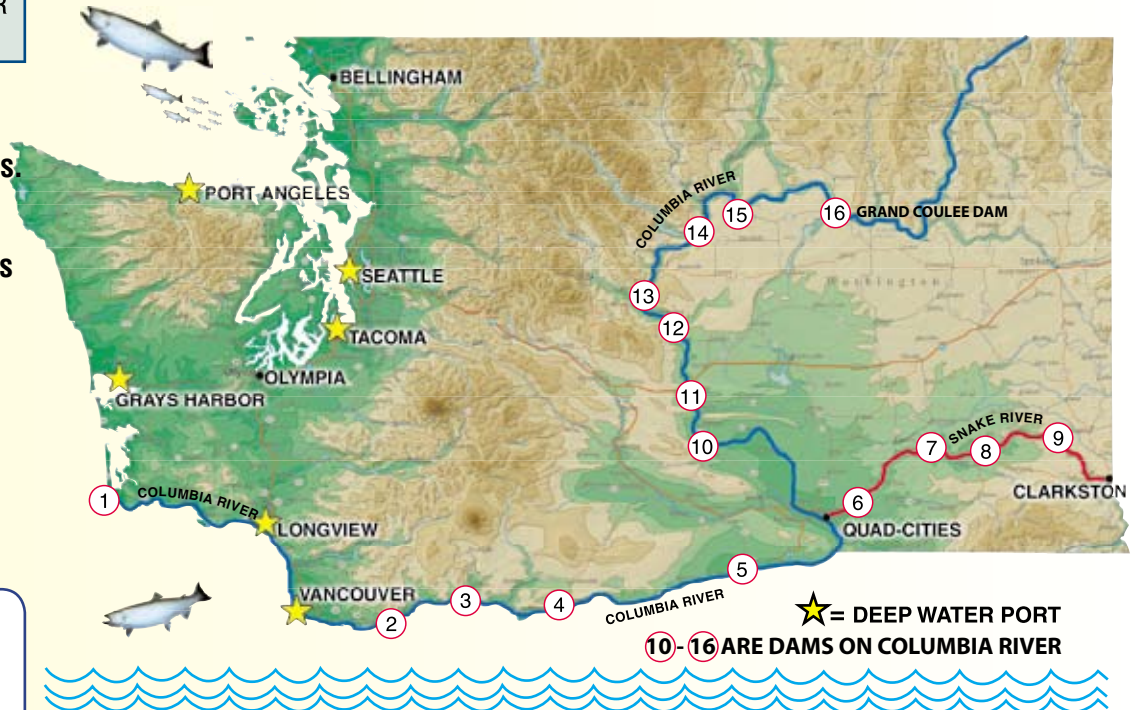 R
S.
S
BELLINGHAM
PORT ANGELES
COLUMBIA RIVER
14
15
16
GRAND COULEE DAM
SEATTLE
13
Washington
12
TACOMA
OLYMPIA
GRAYS HARBOR
11
10
7
SNAKE RIVER
8
9
CLARKSTON
1
COLUMBIA RIVER
6
LONGVIEW
QUAD-CITIES
5
VANCOUVER
2
3
4
COLUMBIA RIVER
= DEEP WATER PORT
10 - 16 ARE DAMS ON COLUMBIA RIVER